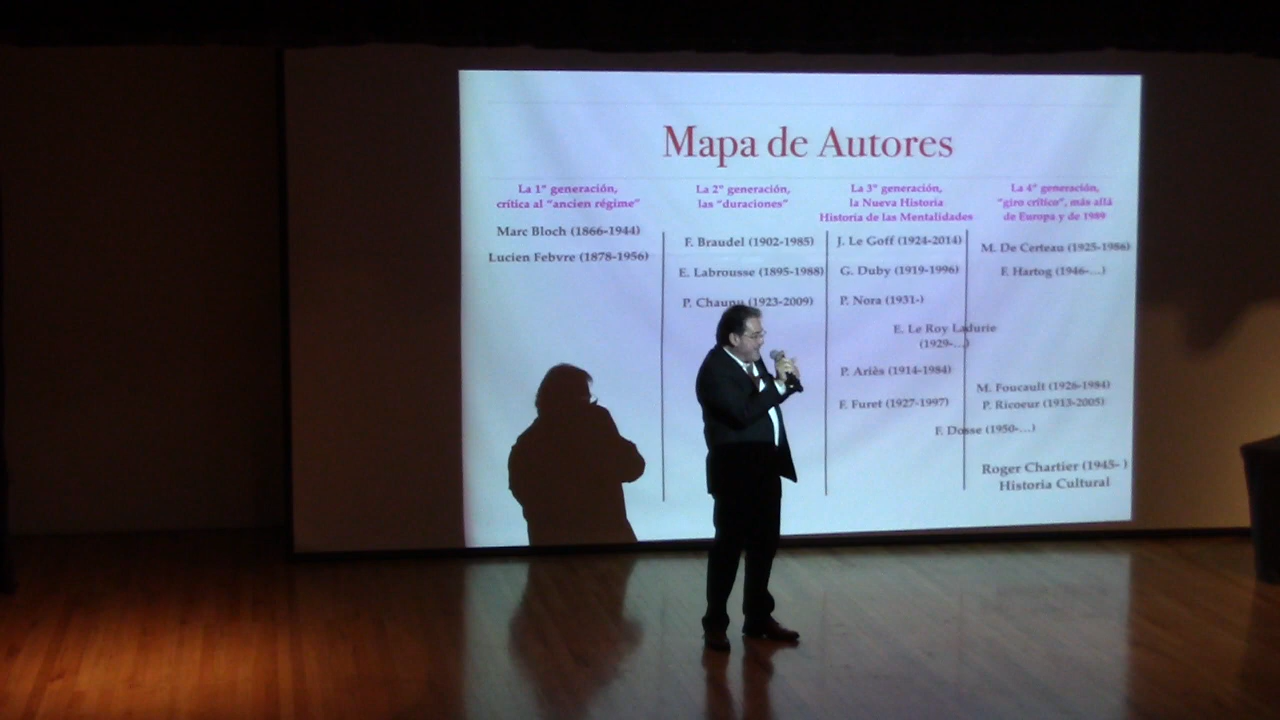 Mapa de Autores
La 1ª generación,
crítica al "ancien régime"
Marc Bloch (1866-1944)
Lucien Febvre (1878-1956)
La 2ª generación,
las "duraciones"
F. Braudel (1902-1985)
E. Labrousse (1895-1988)
P. Chaunu (1923-2009)
La 3ª generación,
la Nueva Historia
Historia de las Mentalidades
J. Le Goff (1924-2014)
G. Duby (1919-1996)
P. Nora (1931-)
E. Le Roy Ladurie
(1929-...)
P. Ariès (1914-1984)
F. Furet (1927-1997)
F. Dosse (1950-...)
La 4ª generación,
"giro crítico", más allá
de Europa y de 1989
M. De Certeau (1925-1986)
F. Hartog (1946-...)
M. Foucault (1926-1984)
P. Ricoeur (1913-2005)
Roger Chartier (1945- )
Historia Cultural